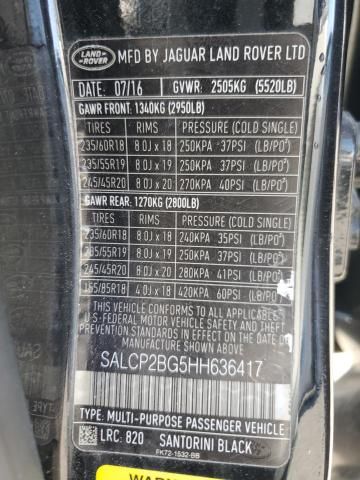 LAND ROVER MFD BY JAGUAR LAND ROVER LTD
DATE: 07/16 GVWR: 2505KG (5520LB)
GAWR FRONT: 1340KG (2950LB)
TIRES RIMS PRESSURE (COLD SINGLE)
235/60R18 8.0J x 18 250KPA 37PSI (LB/PO²)
235/55R19 8.0J x 19 250KPA 37PSI (LB/PO²)
245/45R20 8.0J x 20 270KPA 40PSI (LB/PO²)
GAWR REAR: 1270KG (2800LB)
TIRES RIMS PRESSURE (COLD SINGLE)
235/60R18 8.0J x 18 240KPA 35PSI (LB/PO²)
235/55R19 8.0J x 19 250KPA 37PSI (LB/PO²)
245/45R20 8.0J x 20 280KPA 41PSI (LB/PO²)
155/85R18 4.0J x 18 420KPA 60PSI (LB/PO²)
THIS VEHICLE CONFORMS TO ALL APPLICABLE
U.S. FEDERAL MOTOR VEHICLE SAFETY
STANDARDS IN EFFECT ON THE DATE OF
MANUFACTURE SHOWN ABOVE.
SALCP2BG5HH636417
TYPE: MULTI-PURPOSE PASSENGER VEHICLE
LRC: 820 SANTORINI BLACK
FK72-1532-BB
WARNING